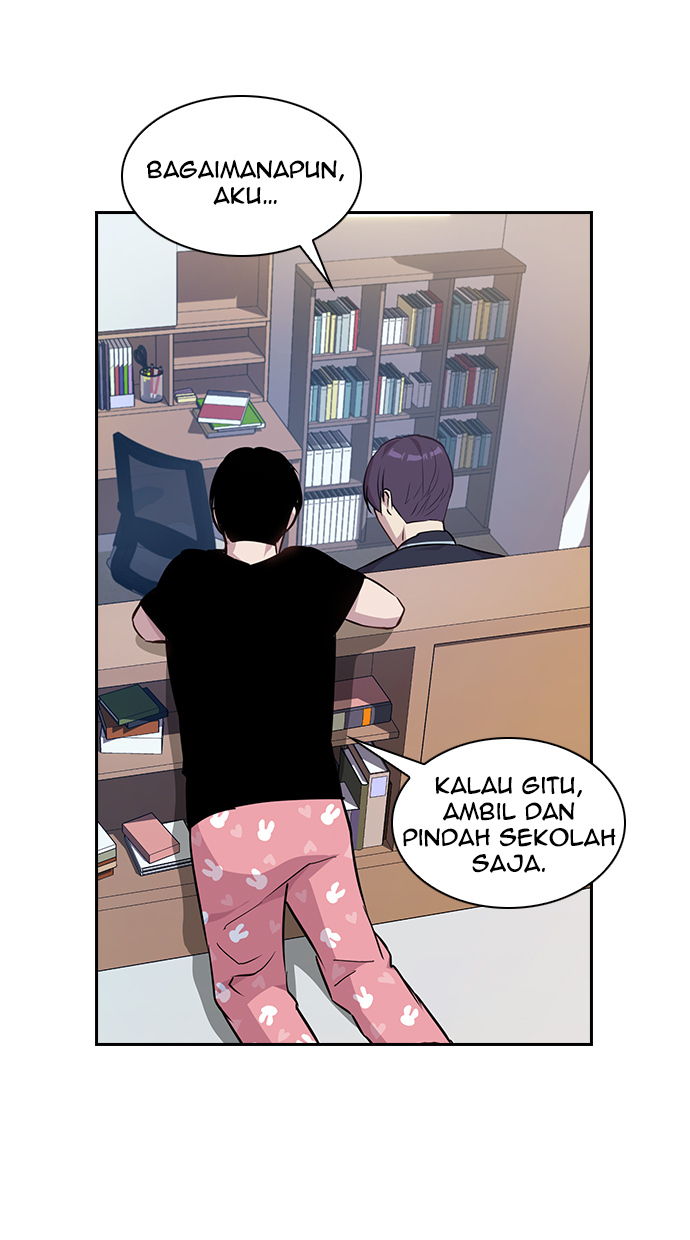 BAGAIMANAPUN,
AKU...
KALAU GITU,
AMBIL DAN
PINDAH SEKOLAH
SAJA.